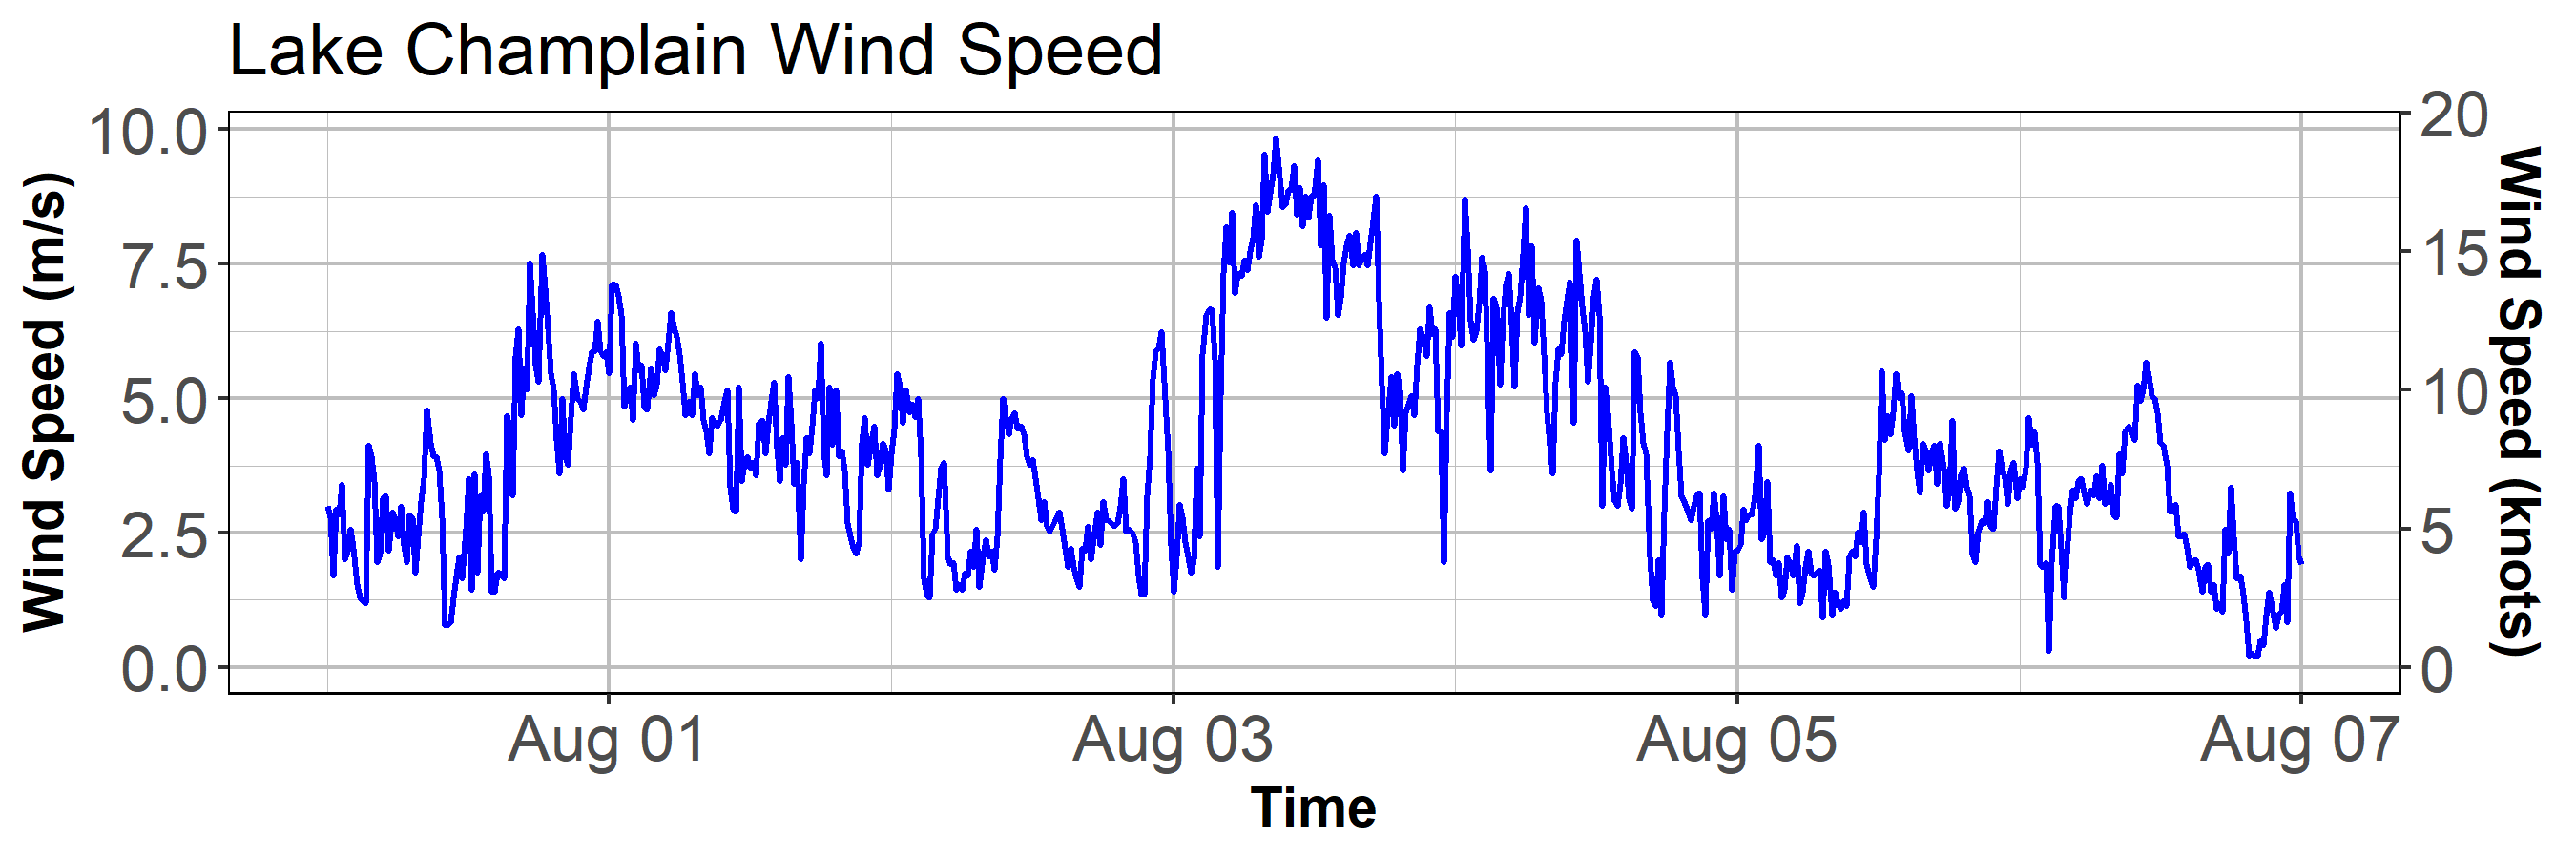 Lake Champlain Wind Speed
Wind Speed (m/s)
10.0
7.5
5.0
2.5
0.0
20
15
10
5
0
Wind Speed (knots)
Aug 01
Aug 03
Aug 05
Aug 07
Time